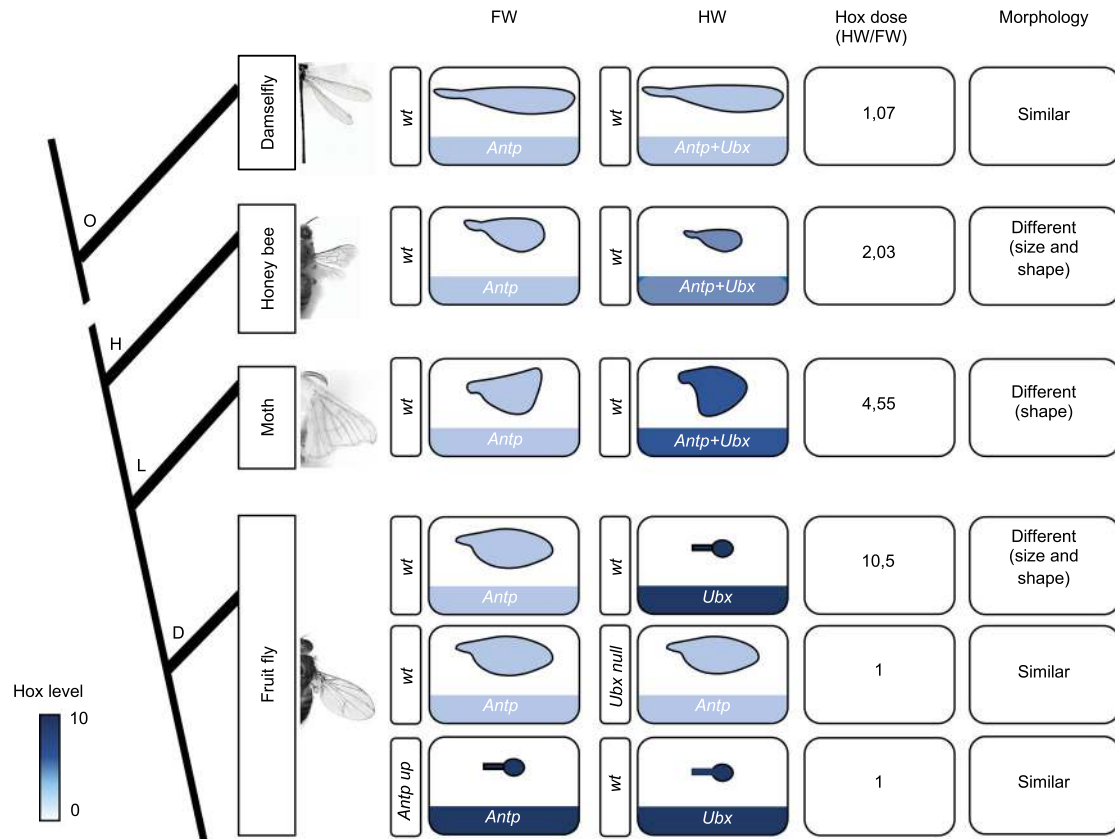 FW
HW
Hox dose
(HW/FW)
Morphology
O
Damselfly
wt
Antp
wt
Antp+Ubx
1,07
Similar
H
Honey bee
wt
Antp
wt
Antp+Ubx
2,03
Different
(size and
shape)
L
Moth
wt
Antp
wt
Antp+Ubx
4,55
Different
(shape)
D
Fruit fly
wt
Antp
wt
Ubx
10,5
Different
(size and
shape)
wt
Antp
Ubx null
Antp
1
Similar
Antp up
Antp
wt
Ubx
1
Similar
Hox level
10
0